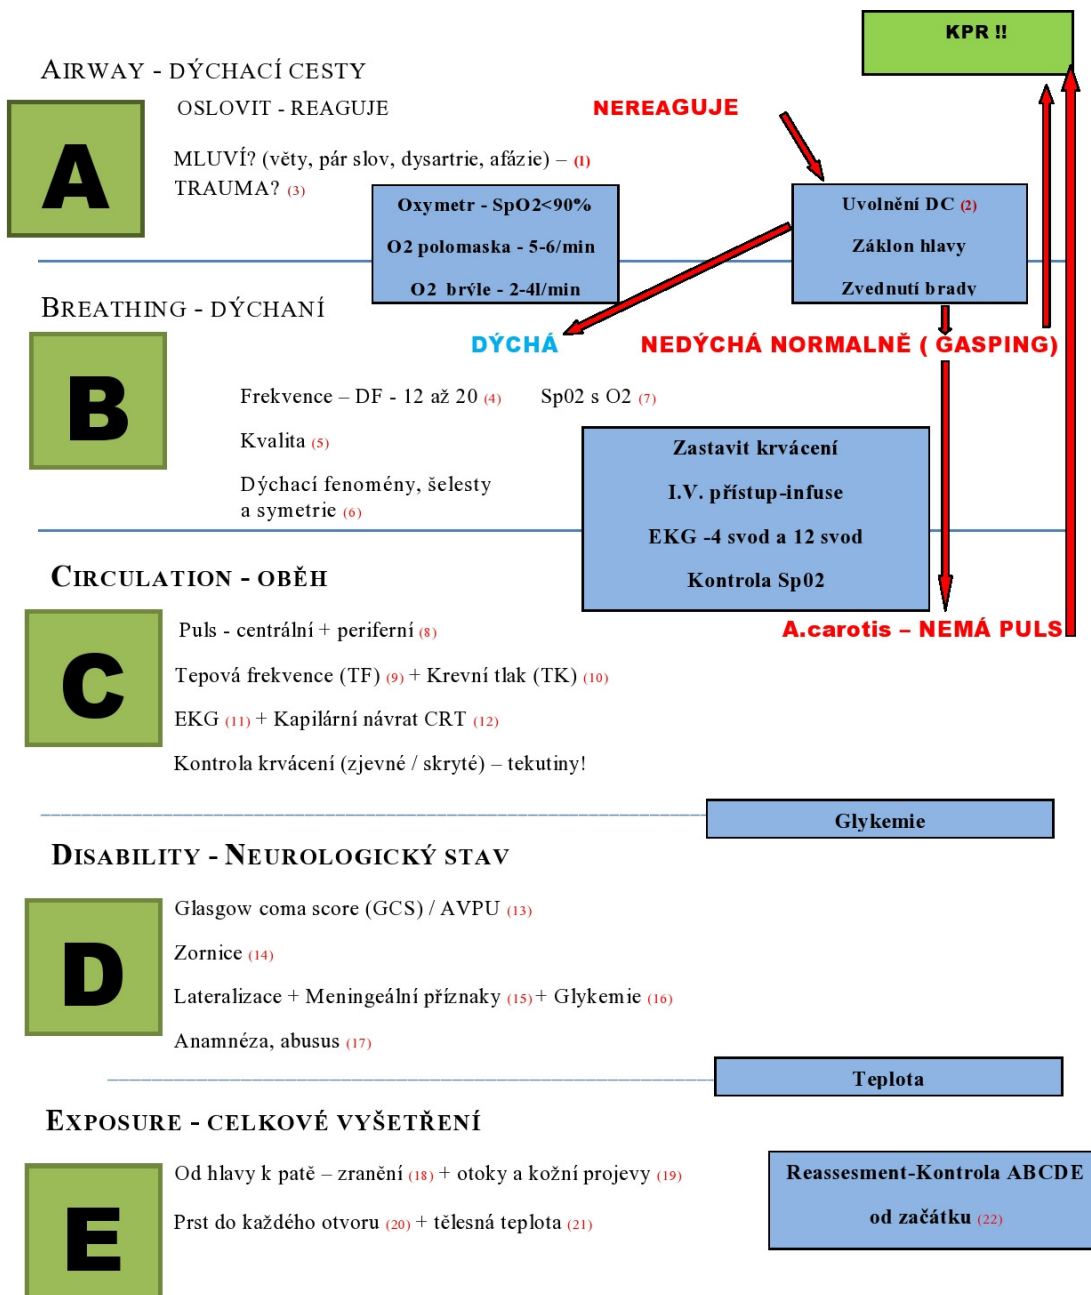 KPR !!
AIRWAY - DÝCHACÍ CESTY
A
OSLOVIT - REAGUJE
NEREAGUJE
MLUVÍ? (věty, pár slov, dysartrie, afázie) – (1)
TRAUMA? (3)
Oxymetr - SpO2<90%
O2 polomaska - 5-6/min
O2 brýle - 2-4l/min
Uvolnění DC (2)
Záklon hlavy
Zvednutí brady
BREATHING - DÝCHANÍ
B
DÝCHÁ
NEDÝCHÁ NORMALNĚ ( GASPING)
Frekvence – DF - 12 až 20 (4)
Sp02 s O2 (7)
Kvalita (5)
Dýchací fenomény, šelesty
a symetrie (6)
Zastavit krvácení
I.V. přístup-infuse
EKG -4 svod a 12 svod
Kontrola Sp02
CIRCULATION - OBĚH
C
A.carotis – NEMÁ PULS
Puls - centrální + periferní (8)
Tepová frekvence (TF) (9) + Krevní tlak (TK) (10)
EKG (11) + Kapilární návrat CRT (12)
Kontrola krvácení (zjevné / skryté) – tekutiny!
Glykemie
DISABILITY - NEUROLOGICKÝ STAV
D
Glasgow coma score (GCS) / AVPU (13)
Zornice (14)
Lateralizace + Meningeální příznaky (15) + Glykemie (16)
Anamnéza, abusus (17)
Teplota
EXPOSURE - CELKOVÉ VYŠETŘENÍ
E
Od hlavy k patě – zranění (18) + otoky a kožní projevy (19)
Prst do každého otvoru (20) + tělesná teplota (21)
Reassesment-Kontrola ABCDE
od začátku (22)